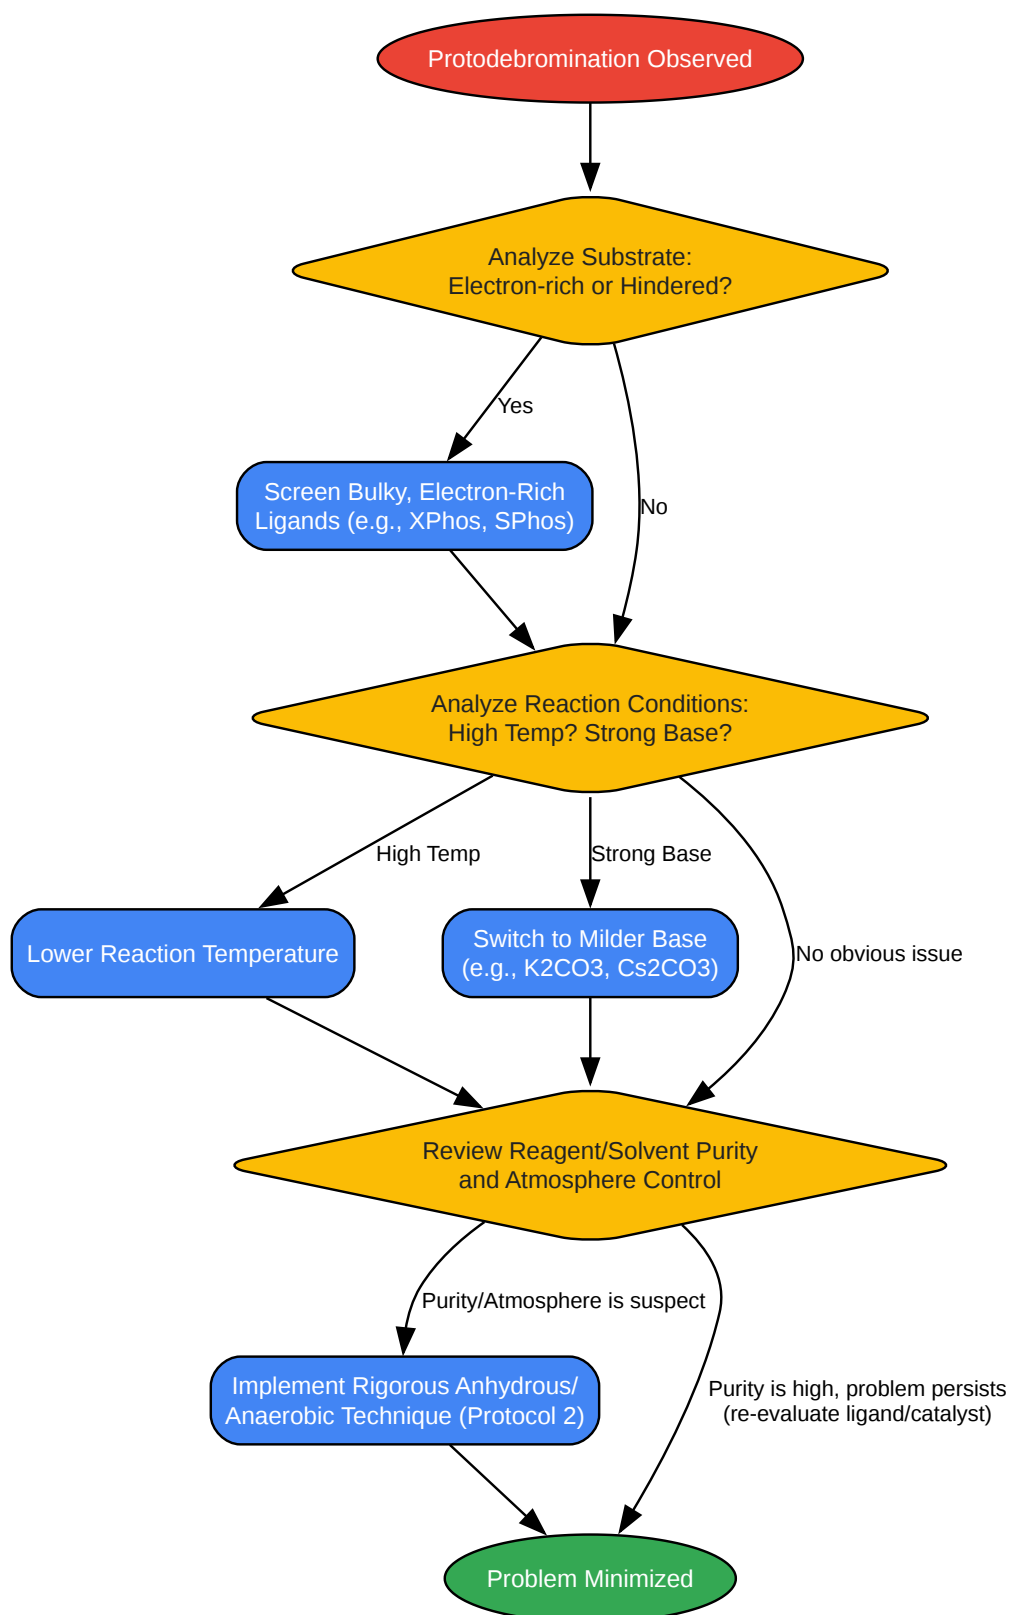 Protodebromination Observed
Analyze Substrate:
Electron-rich or Hindered?
Yes
Screen Bulky, Electron-Rich
Ligands (e.g., XPhos, SPhos)
No
Analyze Reaction Conditions:
High Temp? Strong Base?
High Temp
Strong Base
Lower Reaction Temperature
Switch to Milder Base
(e.g., K2CO3, Cs2CO3)
No obvious issue
Review Reagent/Solvent Purity
and Atmosphere Control
Purity/Atmosphere is suspect
Implement Rigorous Anhydrous/
Anaerobic Technique (Protocol 2)
Purity is high, problem persists
(re-evaluate ligand/catalyst)
Problem Minimized